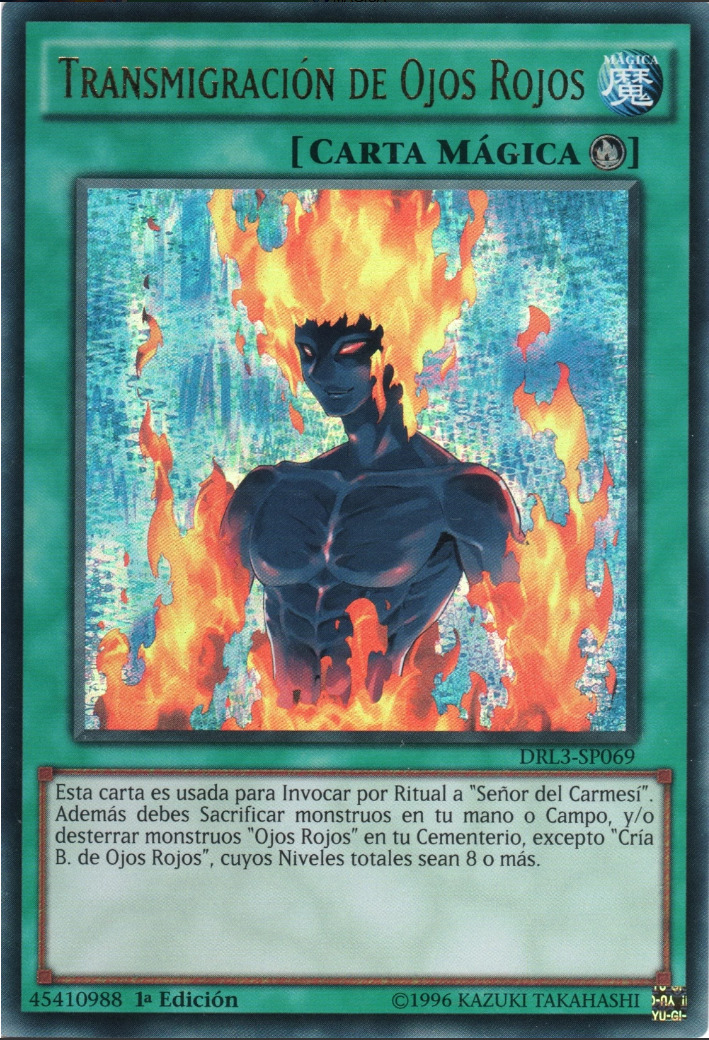 TRANSMIGRACIÓN DE OJOS ROJOS
MÁGICA
魔
[CARTA MÁGICA]
DRL3-SP069
Esta carta es usada para Invocar por Ritual a "Señor del Carmesí".
Además debes Sacrificar monstruos en tu mano o Campo, y/o
desterrar monstruos "Ojos Rojos" en tu Cementerio, excepto "Cría
B. de Ojos Rojos", cuyos Niveles totales sean 8 o más.
45410988 1ª Edición
©1996 KAZUKI TAKAHASHI
YU-GI-